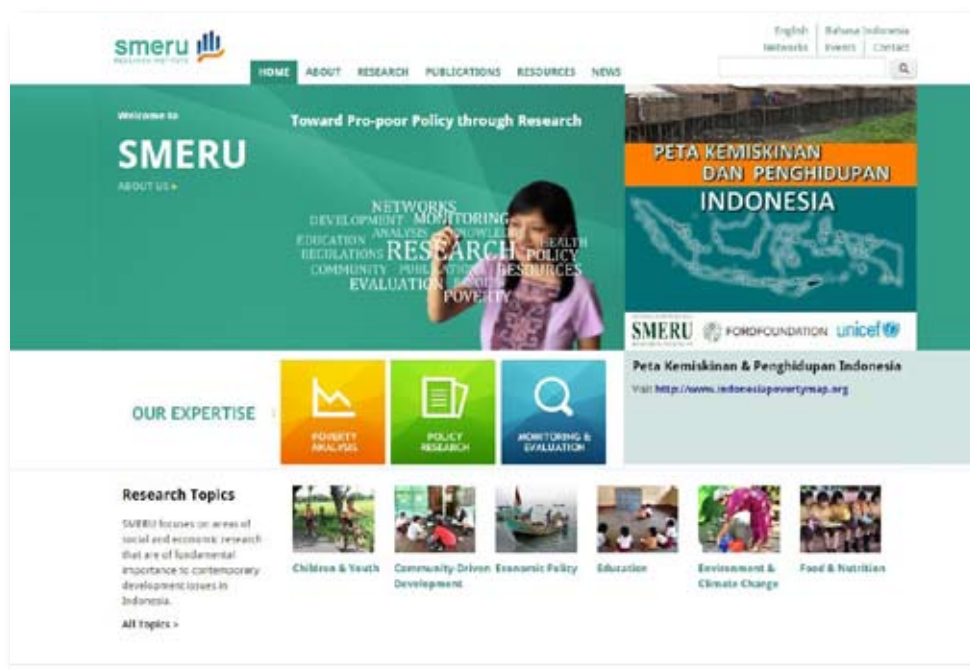 smeru
RESEARCH INSTITUTE
English
Bahasa Indonesia
Networks
Events
Contact
HOME
ABOUT
RESEARCH
PUBLICATIONS
RESOURCES
NEWS
Welcome to
SMERU
ABOUT US
Toward Pro-poor Policy through Research
NETWORKS
DEVELOPMENT MONITORING
ANALYSIS KNOWLEDGE
EDUCATION RESEARCH HEALTH
REGULATIONS POLICY
COMMUNITY RESOURCES
EVALUATION
POVERTY
PETA KEMISKINAN
DAN PENGHIDUPAN
INDONESIA
SMERU
FORDFOUNDATION
unicef
Peta Kemiskinan & Penghidupan Indonesia
Visit http://www.indonesiapovertymap.org
OUR EXPERTISE
POVERTY
ANALYSIS
POLICY
RESEARCH
MONITORING &
EVALUATION
Research Topics
SMERU focuses on areas of
social and economic research
that are of fundamental
importance to contemporary
development issues in
Indonesia.
All topics >
Children & Youth
Community Driven
Development
Economic Policy
Education
Environment &
Climate Change
Food & Nutrition